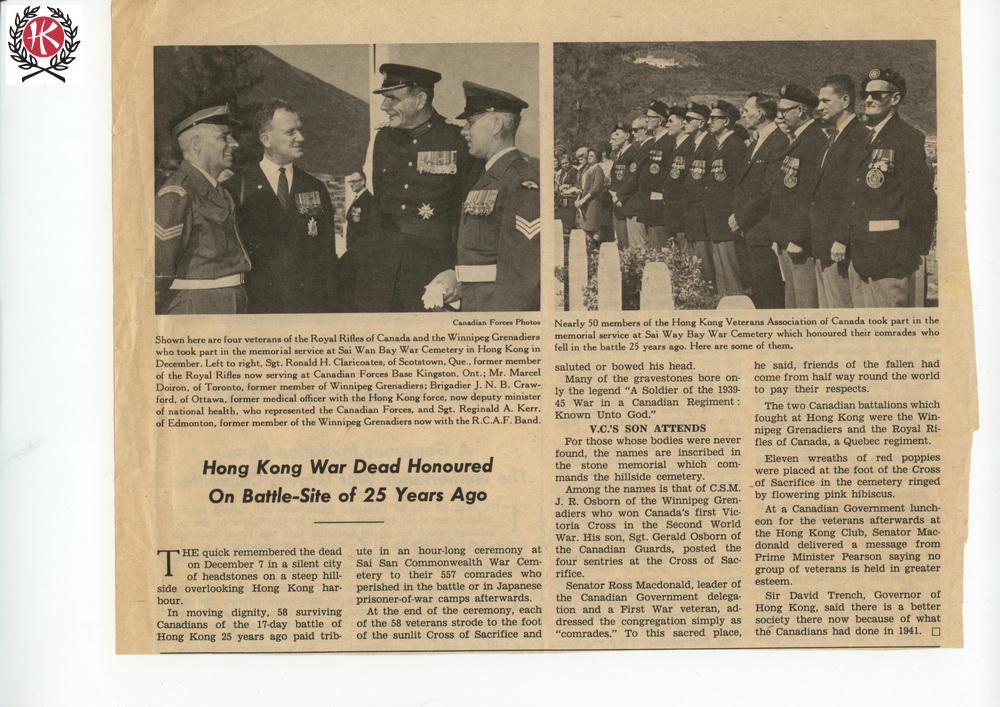 HK
Canadian Forces Photos
Shown here are four veterans of the Royal Rifles of Canada and the Winnipeg Grenadiers
who took part in the memorial service at Sai Wan Bay War Cemetery in Hong Kong in
December. Left to right, Sgt. Ronald H. Claricoates, of Scotstown, Que., former member
of the Royal Rifles now serving at Canadian Forces Base Kingston, Ont.; Mr. Marcel
Doiron, of Toronto, former member of Winnipeg Grenadiers; Brigadier J. N. B. Craw-
ford, of Ottawa, former medical officer with the Hong Kong force, now deputy minister
of national health, who represented the Canadian Forces, and Sgt. Reginald A. Kerr,
of Edmonton, former member of the Winnipeg Grenadiers now with the R.C.A.F. Band.
Nearly 50 members of the Hong Kong Veterans Association of Canada took part in the
memorial service at Sai Way Bay War Cemetery which honoured their comrades who
fell in the battle 25 years ago. Here are some of them.
Hong Kong War Dead Honoured
On Battle-Site of 25 Years Ago
THE quick remembered the dead
on December 7 in a silent city
of headstones on a steep hill-
side overlooking Hong Kong har-
bour.
In moving dignity, 58 surviving
Canadians of the 17-day battle of
Hong Kong 25 years ago paid trib-
ute in an hour-long ceremony at
Sai San Commonwealth War Cem-
etery to their 557 comrades who
perished in the battle or in Japanese
prisoner-of-war camps afterwards.
At the end of the ceremony, each
of the 58 veterans strode to the foot
of the sunlit Cross of Sacrifice and
saluted or bowed his head.
Many of the gravestones bore on-
ly the legend "A Soldier of the 1939-
45 War in a Canadian Regiment:
Known Unto God."
V.C.'S SON ATTENDS
For those whose bodies were never
found, the names are inscribed in
the stone memorial which com-
mands the hillside cemetery.
Among the names is that of C.S.M.
J. R. Osborn of the Winnipeg Gren-
adiers who won Canada's first Vic-
toria Cross in the Second World
War. His son, Sgt. Gerald Osborn of
the Canadian Guards, posted the
four sentries at the Cross of Sac-
rifice.
Senator Ross Macdonald, leader of
the Canadian Government delega-
tion and a First War veteran, ad-
dressed the congregation simply as
"comrades." To this sacred place,
he said, friends of the fallen had
come from half way round the world
to pay their respects.
The two Canadian battalions which
fought at Hong Kong were the Win-
nipeg Grenadiers and the Royal Ri-
fles of Canada, a Quebec regiment.
Eleven wreaths of red poppies
were placed at the foot of the Cross
of Sacrifice in the cemetery ringed
by flowering pink hibiscus.
At a Canadian Government lunch-
eon for the veterans afterwards at
the Hong Kong Club, Senator Mac-
donald delivered a message from
Prime Minister Pearson saying no
group of veterans is held in greater
esteem.
Sir David Trench, Governor of
Hong Kong, said there is a better
society there now because of what
the Canadians had done in 1941. □